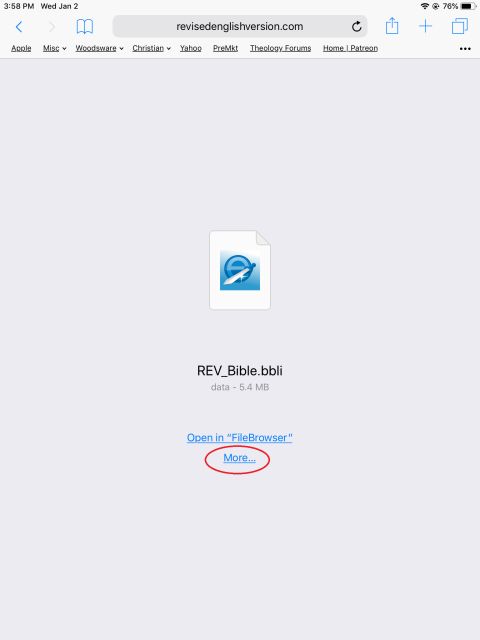 3:58 PM Wed Jan 2 76%
revisedenglishversion.com
Apple Misc Woodsware Christian Yahoo PreMkt Theology Forums Home | Patreon
REV_Bible.bbli
data - 5.4 MB
Open in “FileBrowser”
More...